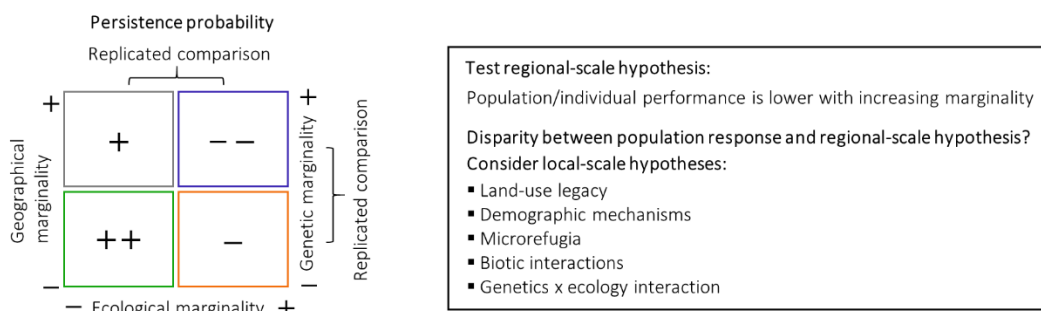 Persistence probability
Replicated comparison
+
+
Geographical
marginality
+
− −
Genetic marginality
Replicated comparison
++
−
−
−
− Ecological marginality +
Test regional-scale hypothesis:
Population/individual performance is lower with increasing marginality
Disparity between population response and regional-scale hypothesis?
Consider local-scale hypotheses:
▪ Land-use legacy
▪ Demographic mechanisms
▪ Microrefugia
▪ Biotic interactions
▪ Genetics x ecology interaction